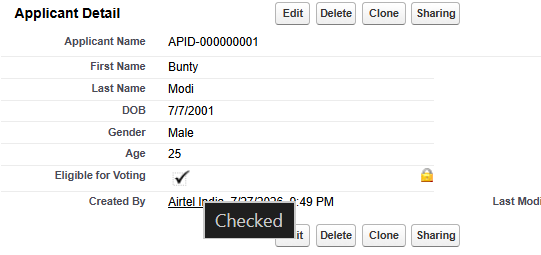 Applicant Detail Edit Delete Clone Sharing
Applicant Name APID-000000001
First Name Bunty
Last Name Modi
DOB 7/7/2001
Gender Male
Age 25
Eligible for Voting
Created By Airtel India, 7/27/2026, 9:49 PM Last Modi
Checked
Edit Delete Clone Sharing